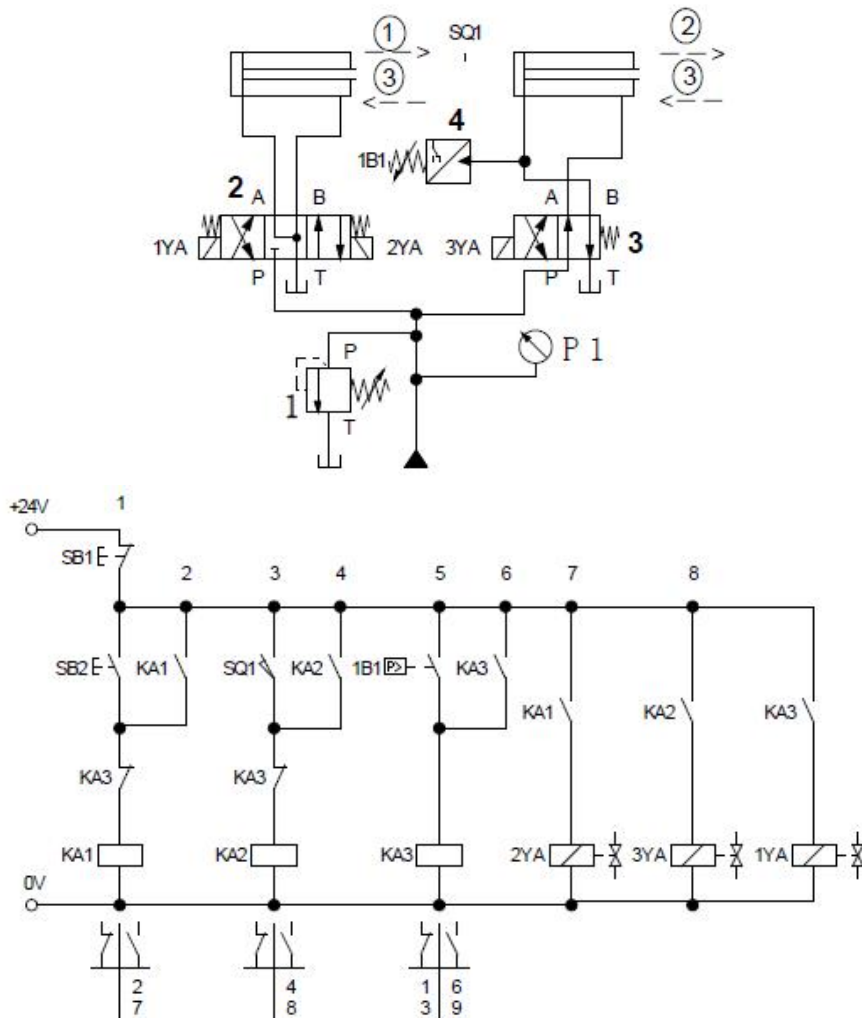 ① SQ1 ②
③ ③
4
1B1
2 A B A B
1YA 2YA 3YA 3
P T P T
P P1
1
T
1
+24V
SB1
2 3 4 5 6 7 8
SB2 KA1 SQ1 KA2 1B1 P> KA3
KA1 KA2 KA3
KA3 KA3
KA1 KA2 KA3 2YA 3YA 1YA
0V
2 4 1 6
7 8 3 9